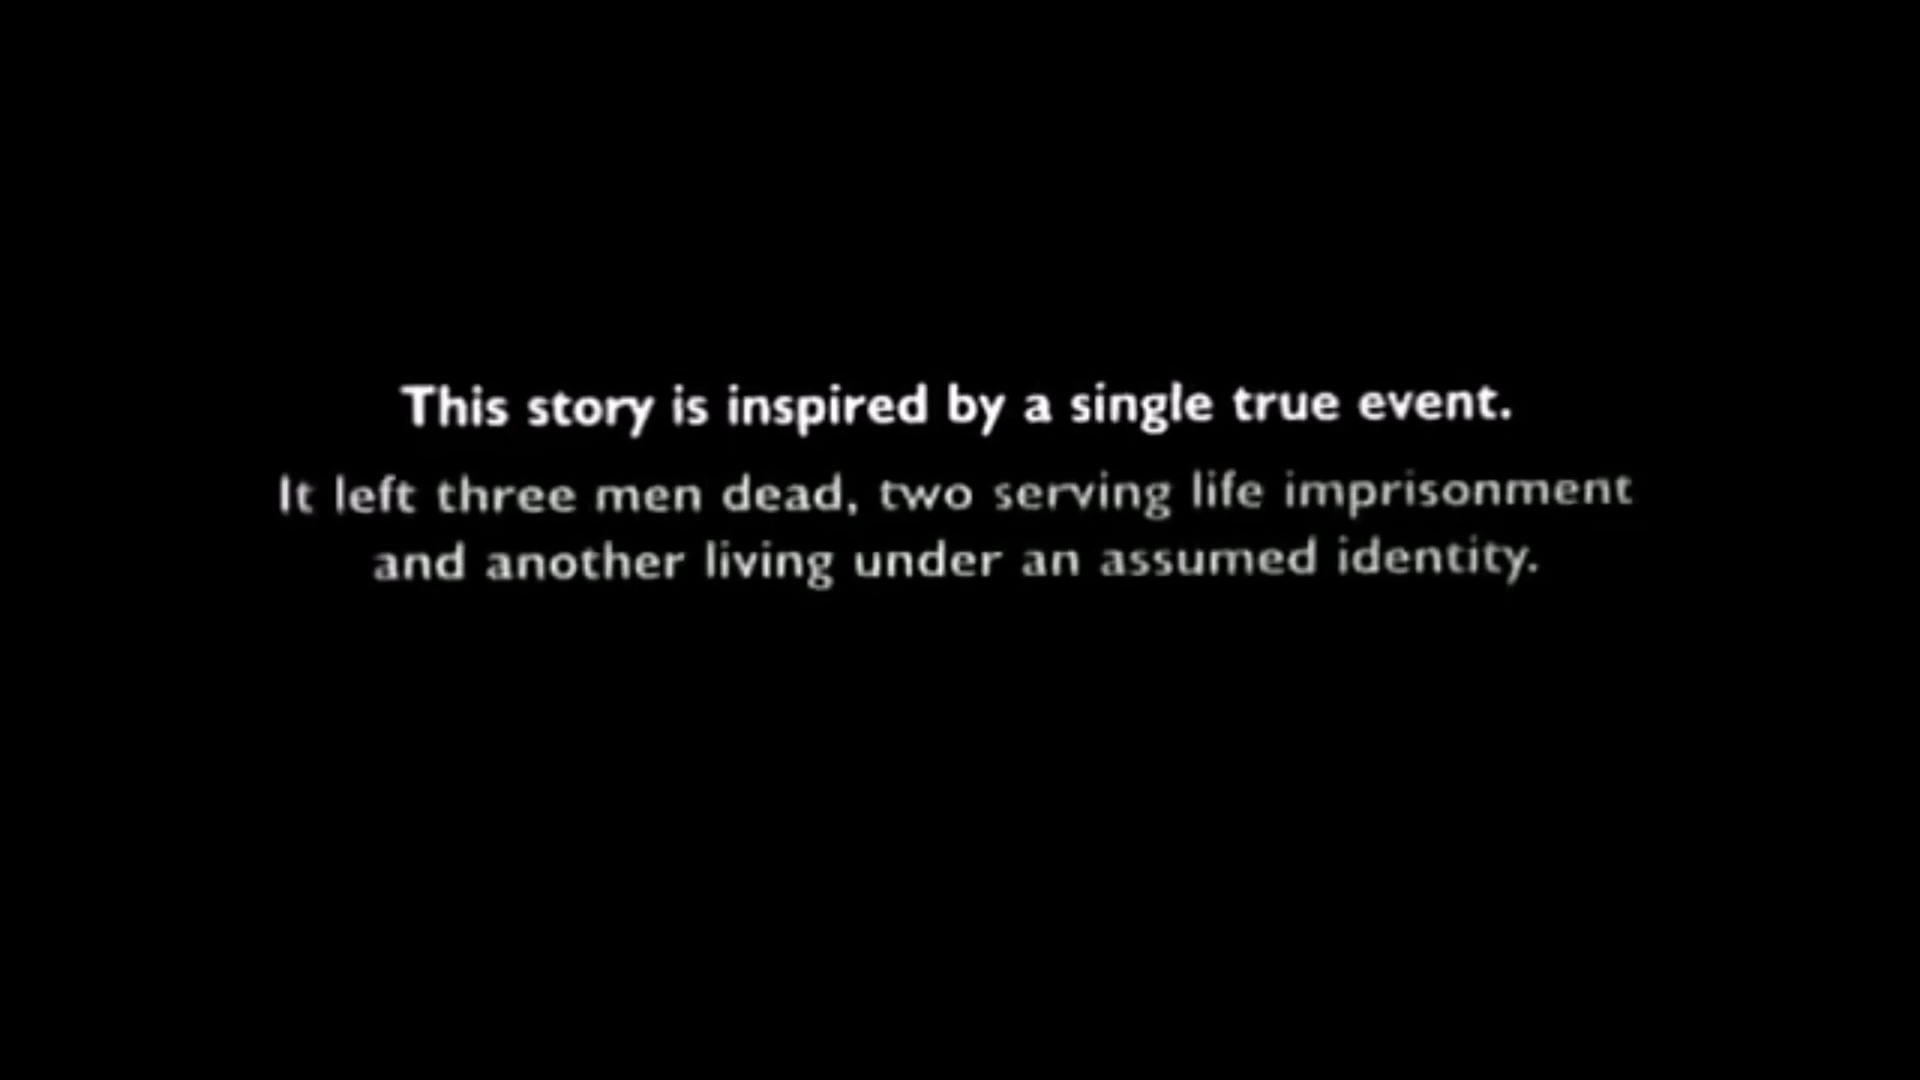 This story is inspired by a single true event.
It left three men dead, two serving life imprisonment
and another living under an assumed identity.